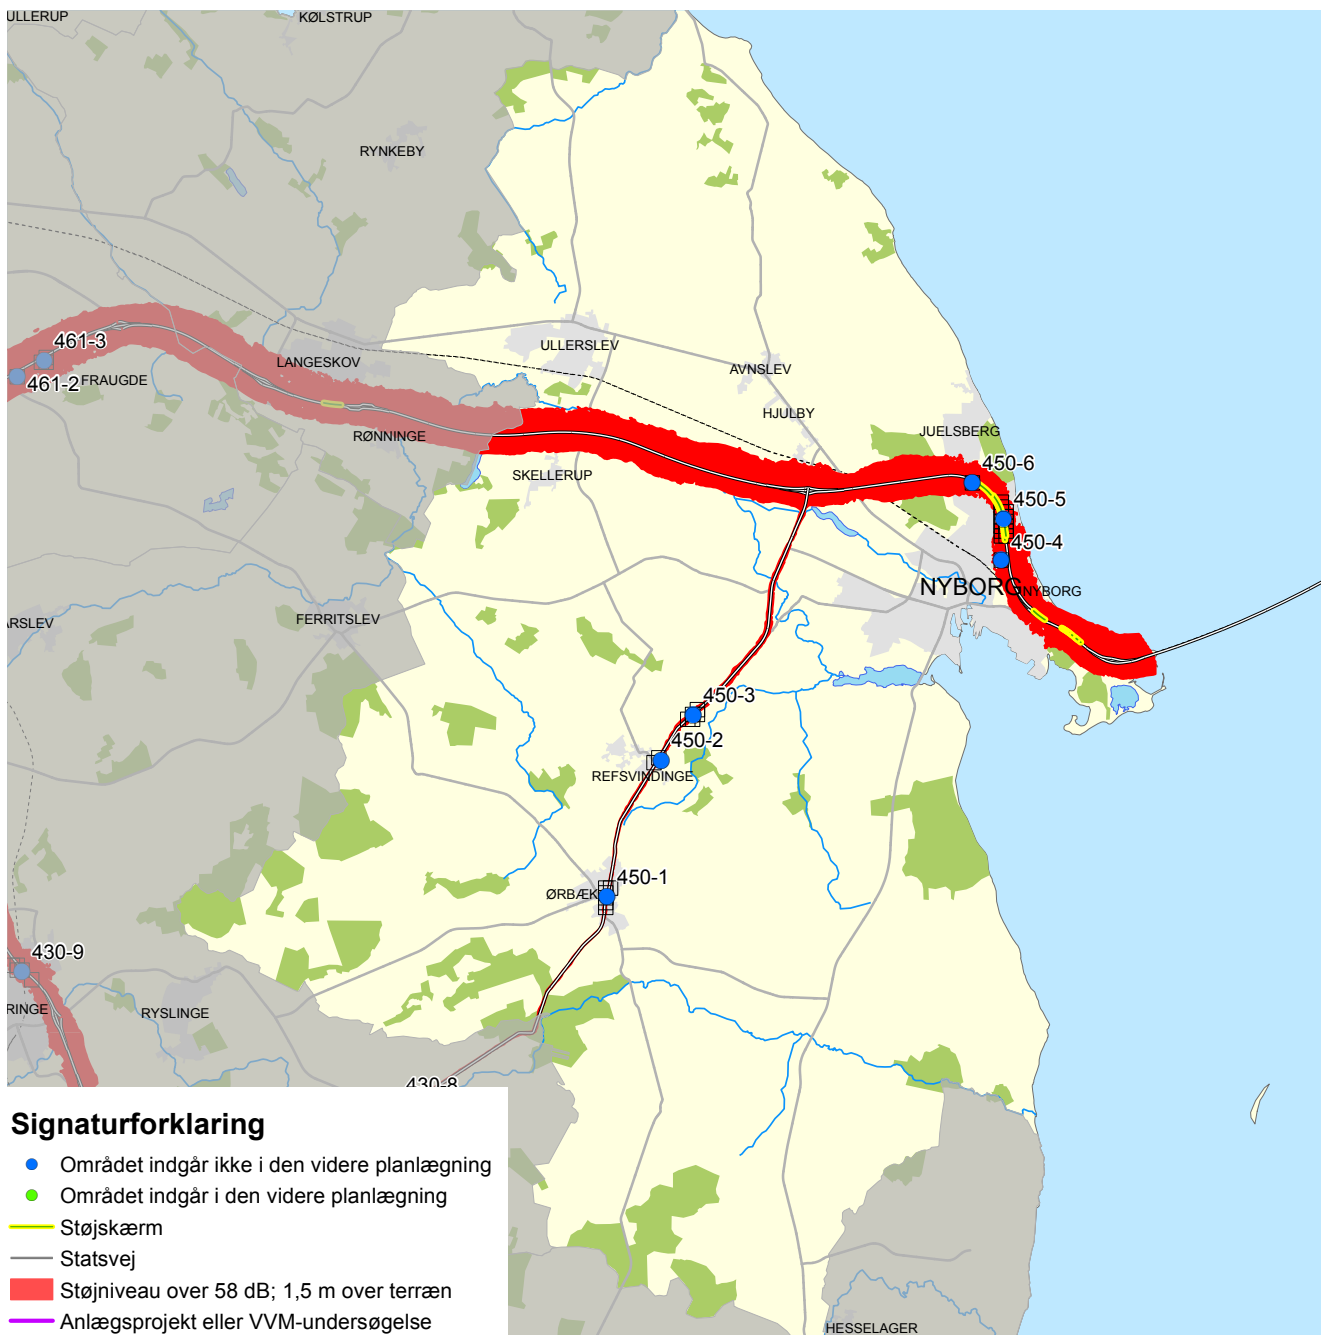 ULLERUP
KØLSTRUP
RYNKEBY
461-3
461-2
FRAUGDE
LANGESKOV
RØNNINGE
ULLERSLEV
AVNSLEV
HJULBY
JUELSBERG
SKELLERUP
450-6
450-5
450-4
NYBORG
NYBORG
ARSLEV
FERRITSLEV
450-3
450-2
REFSVINDINGE
450-1
ØRBÆK
430-9
RINGE
RYSLINGE
430-8
Signaturforklaring
Området indgår ikke i den videre planlægning
Området indgår i den videre planlægning
Støjskærm
Statsvej
Støjniveau over 58 dB; 1,5 m over terræn
Anlægsprojekt eller VVM-undersøgelse
HESSELAGER